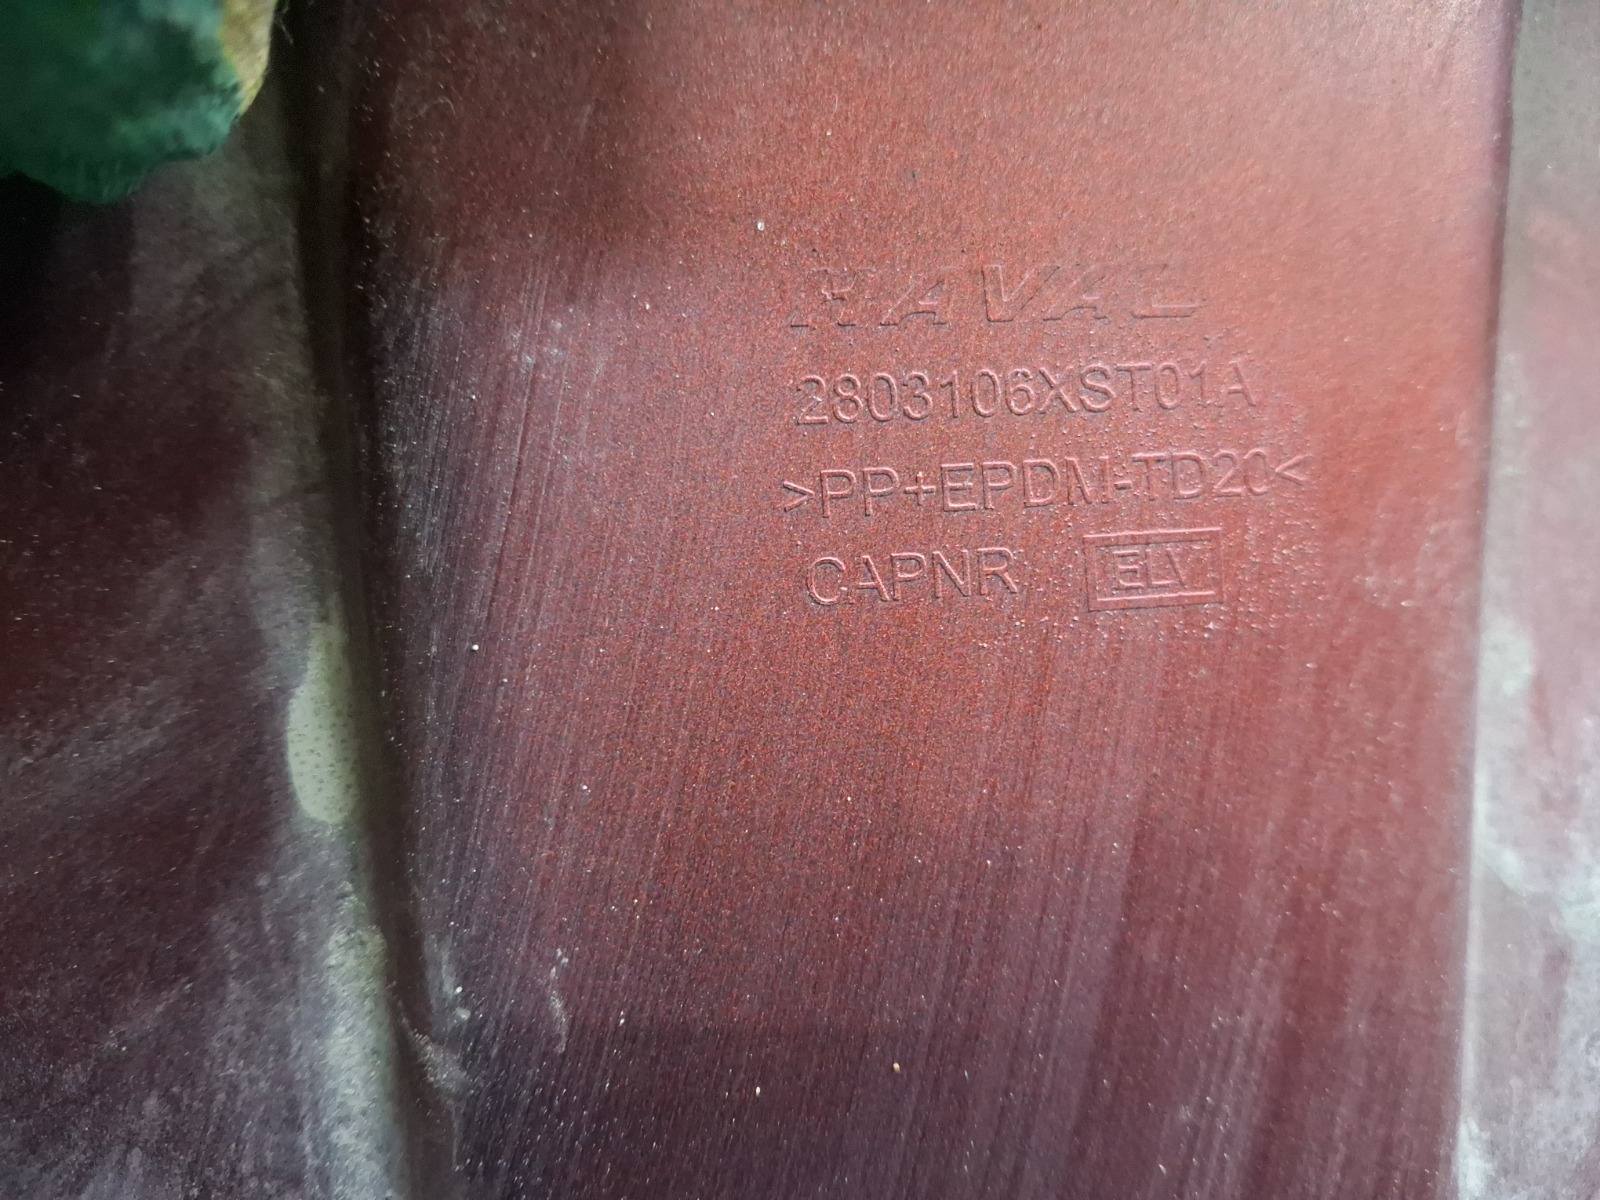 HAVAL
2803106XST01A
>PP+EPDM-TD20<
CAPNR ELV